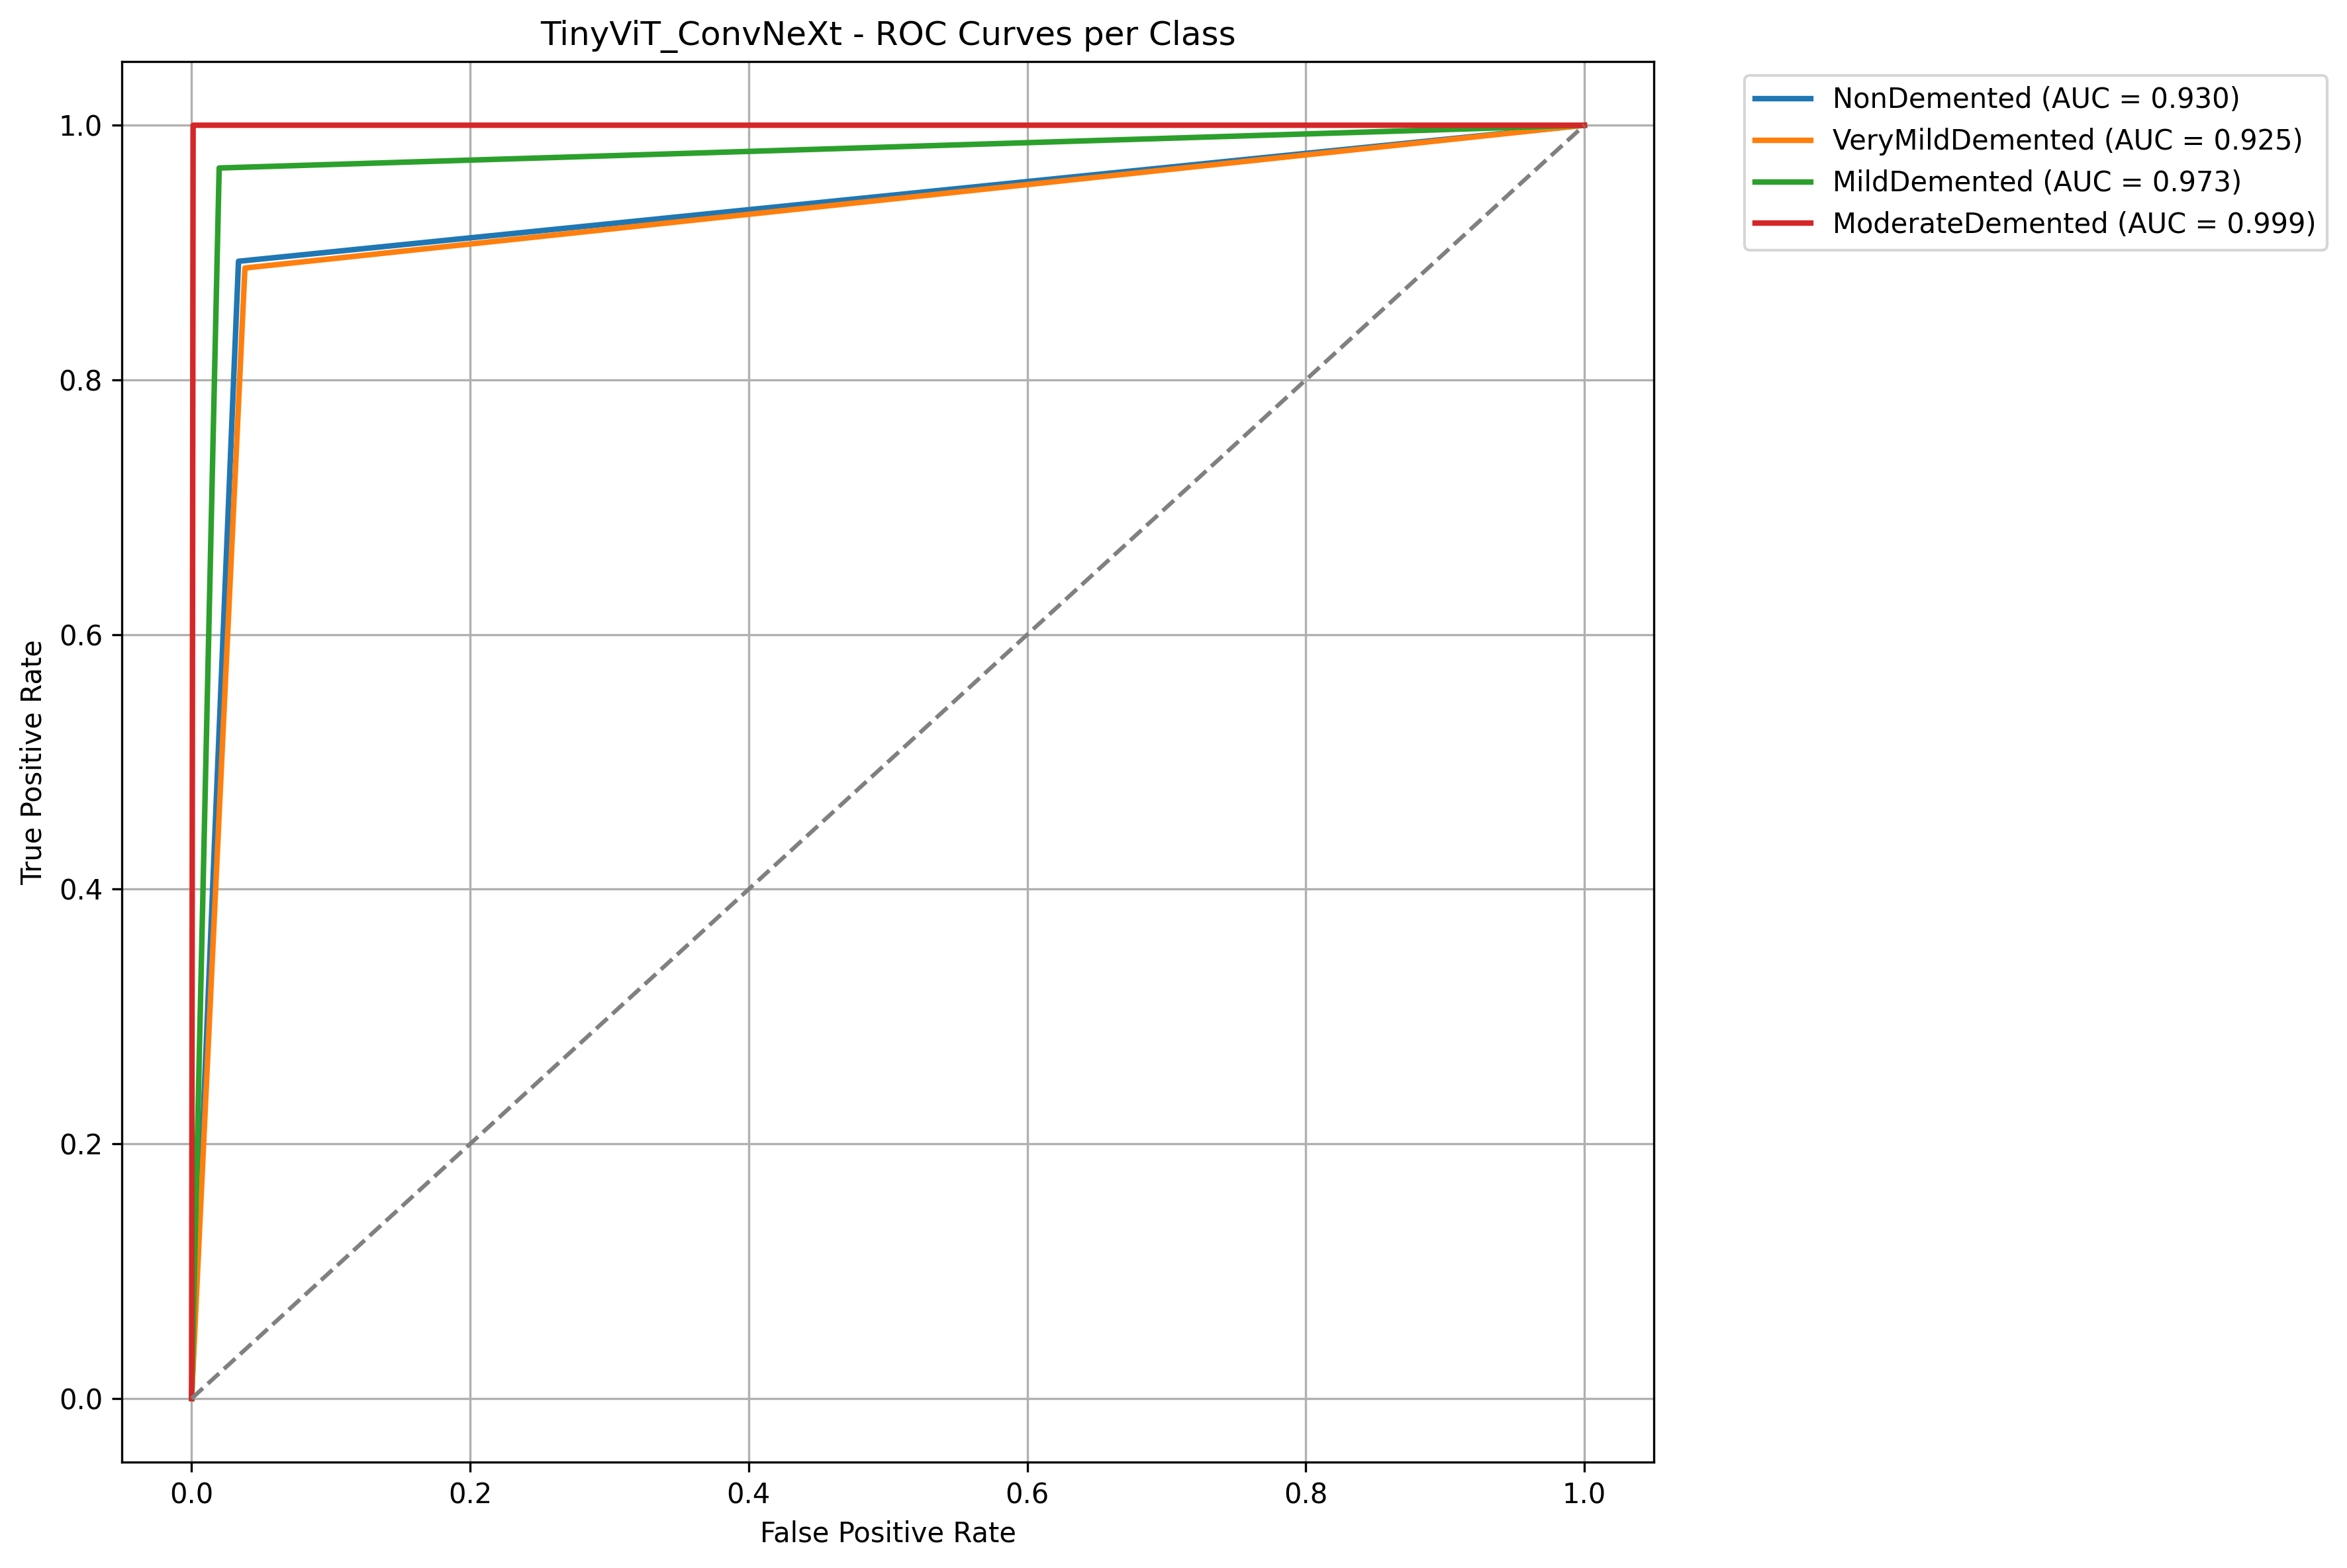 TinyViT_ConvNeXt - ROC Curves per Class
NonDemented (AUC = 0.930)
VeryMildDemented (AUC = 0.925)
MildDemented (AUC = 0.973)
ModerateDemented (AUC = 0.999)
True Positive Rate
1.0
0.8
0.6
0.4
0.2
0.0
0.0 0.2 0.4 0.6 0.8 1.0
False Positive Rate